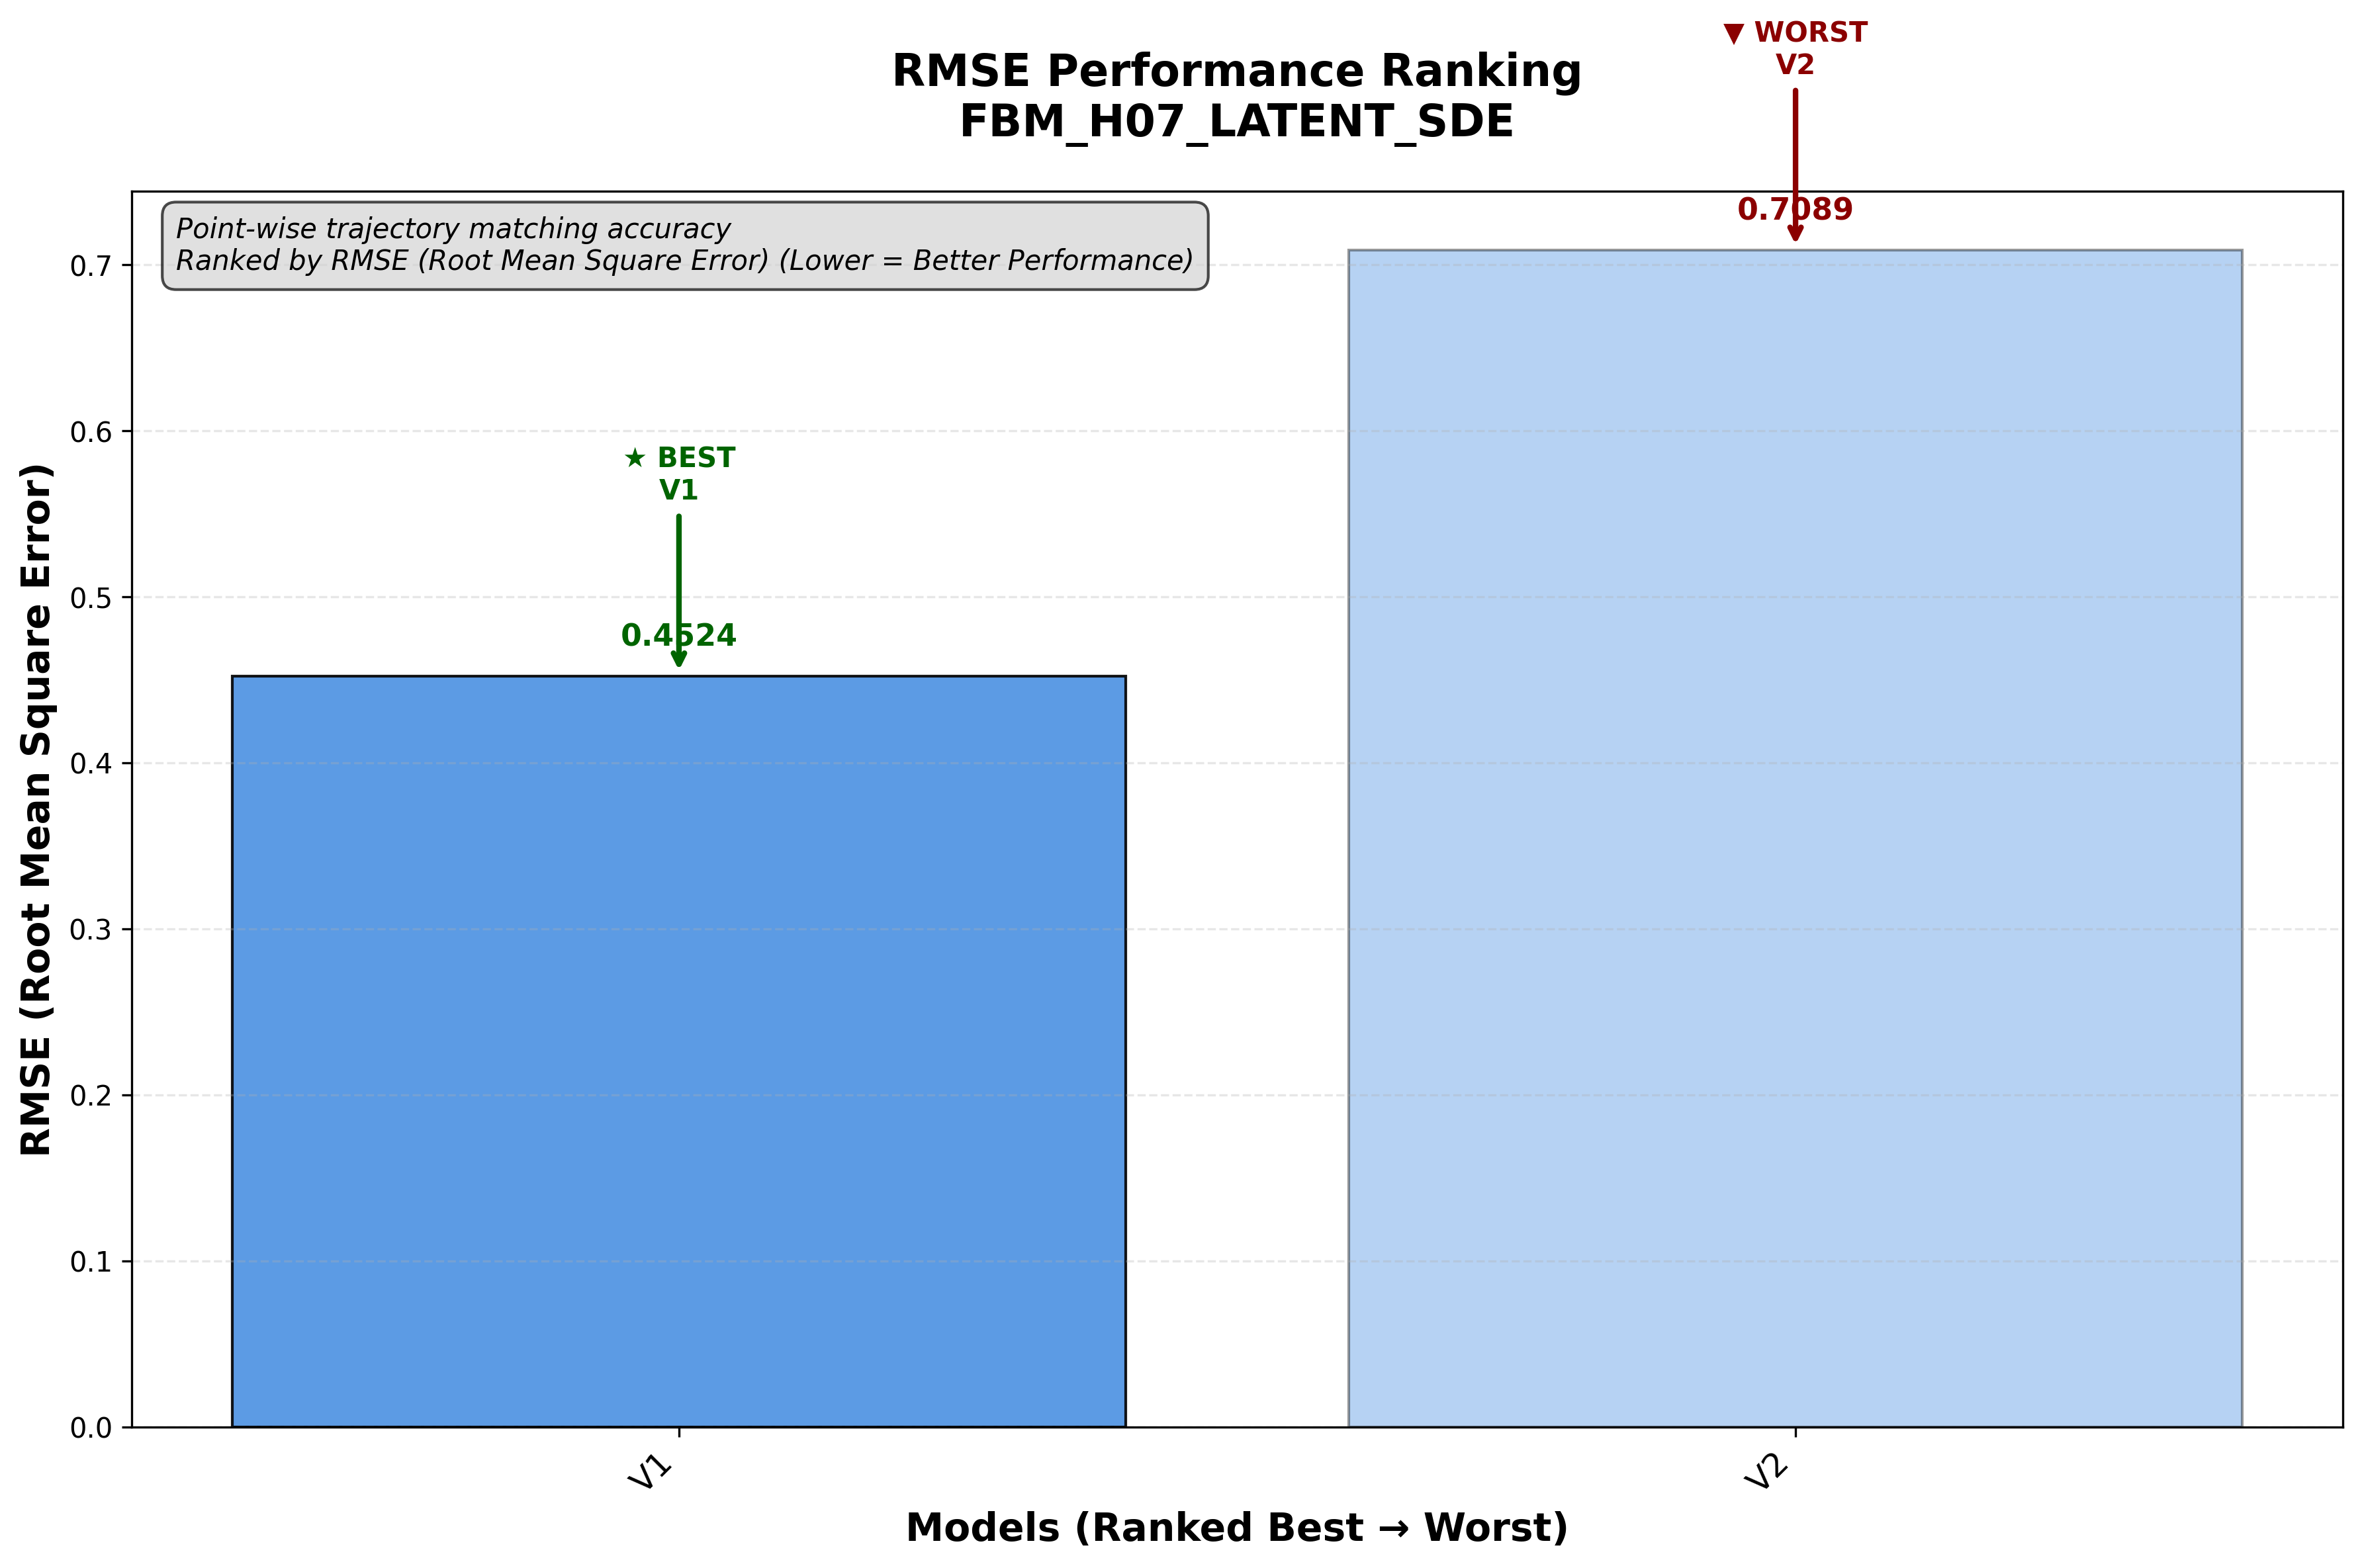 ▼ WORST
V2
RMSE Performance Ranking
FBM_H07_LATENT_SDE
Point-wise trajectory matching accuracy
Ranked by RMSE (Root Mean Square Error) (Lower = Better Performance)
0.7089
★ BEST
V1
0.4524
RMSE (Root Mean Square Error)
0.7
0.6
0.5
0.4
0.3
0.2
0.1
0.0
V1
V2
Models (Ranked Best → Worst)